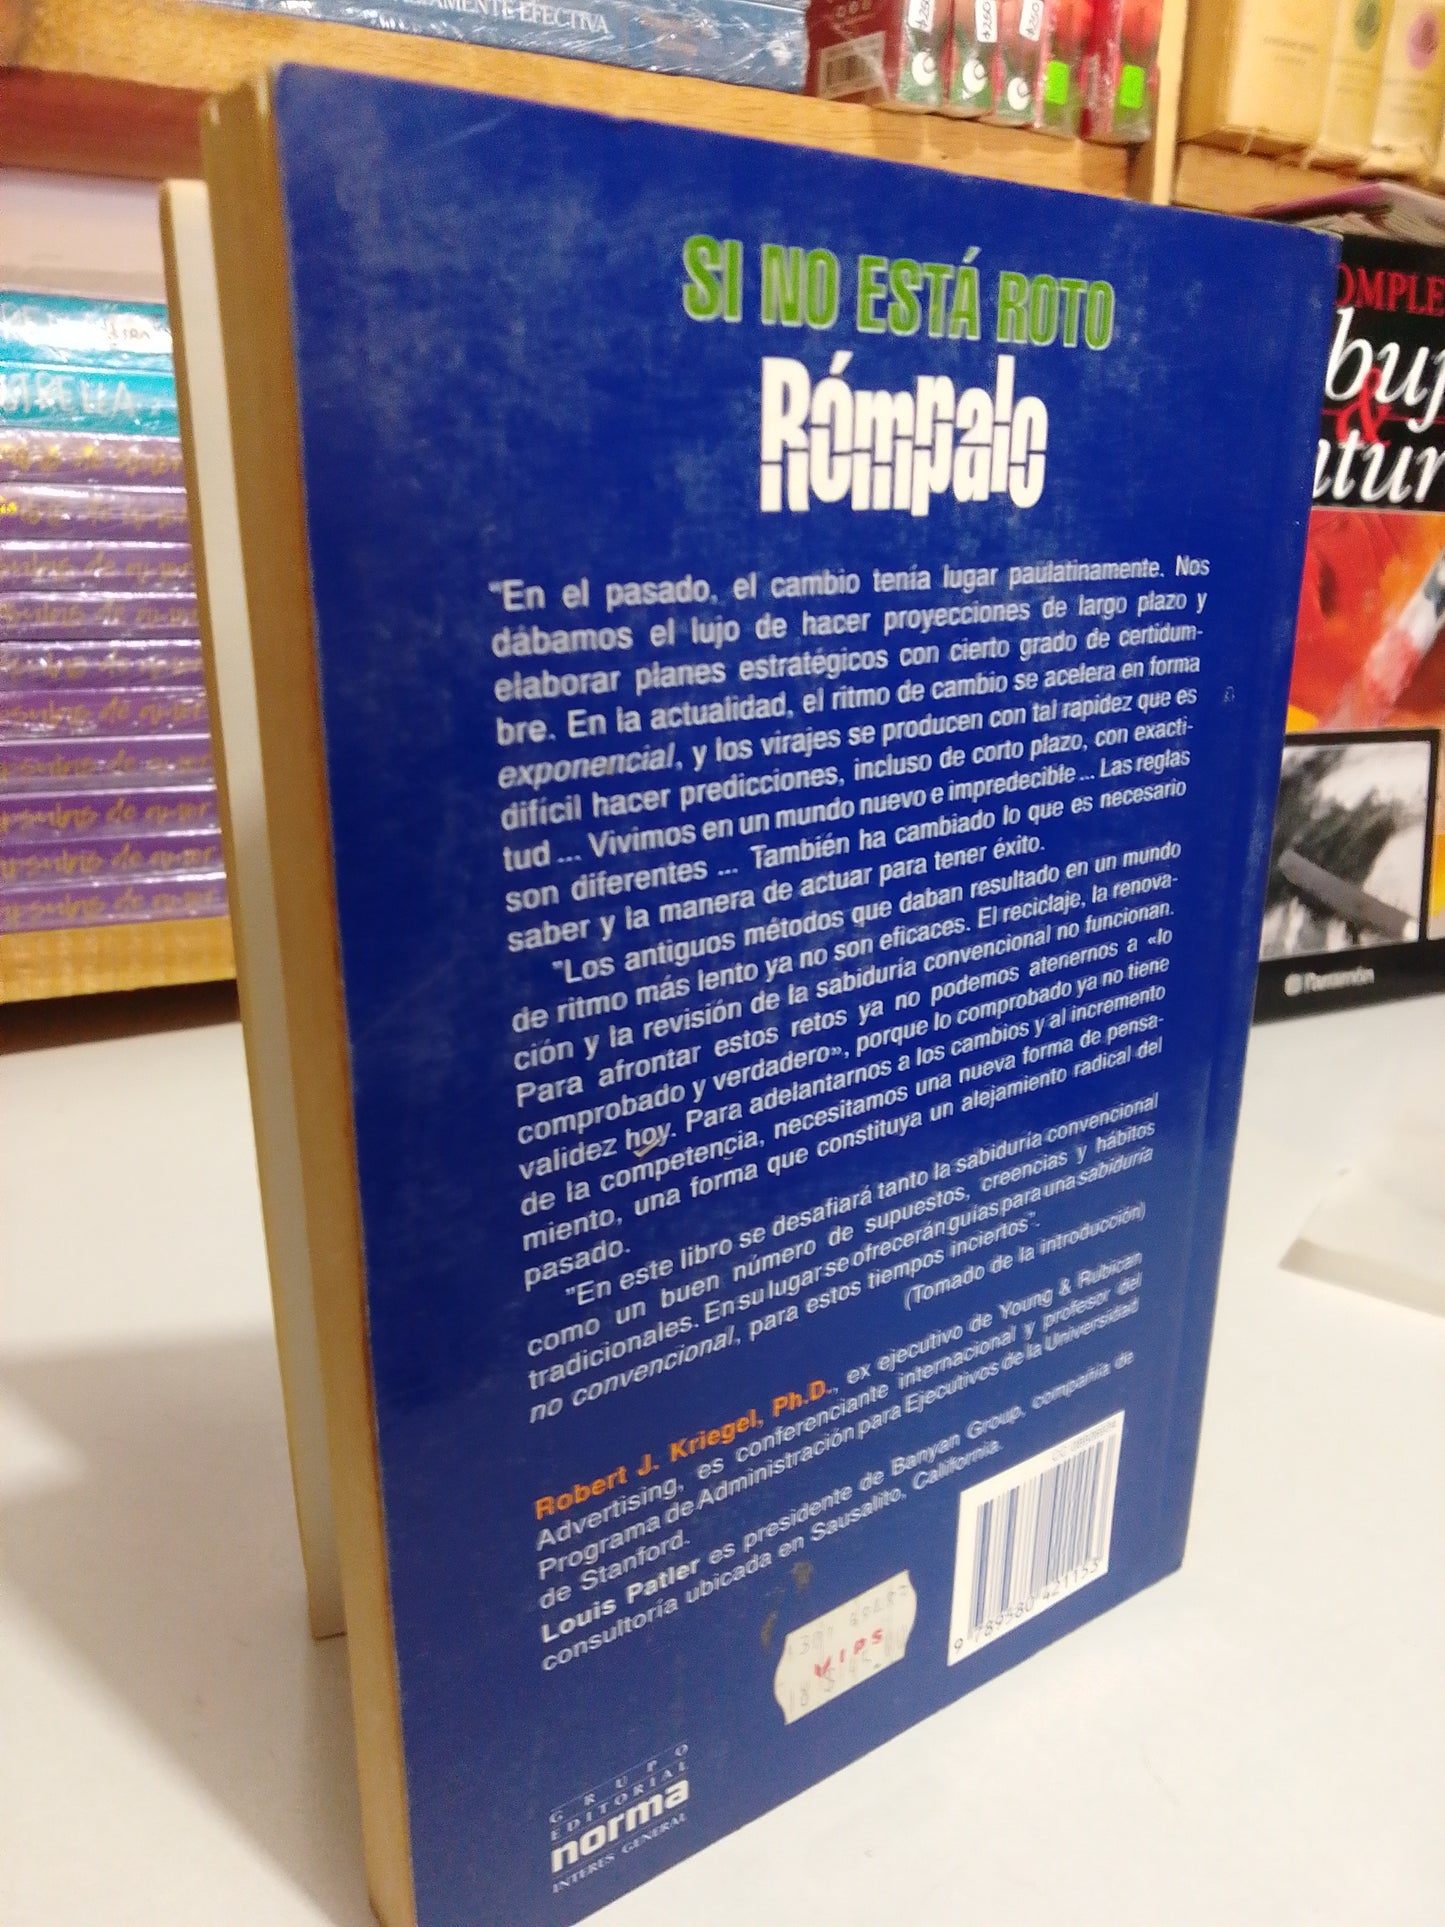 AMENTE EFECTIVA
SI NO ESTÁ ROTO
Rómpalo
"En el pasado, el cambio tenía lugar paulatinamente. Nos
dábamos el lujo de hacer proyecciones de largo plazo y
elaborar planes estratégicos con cierto grado de certidum-
bre. En la actualidad, el ritmo de cambio se acelera en forma
exponencial, y los virajes se producen con tal rapidez que es
difícil hacer predicciones, incluso de corto plazo, con exacti-
tud ... Vivimos en un mundo nuevo e impredecible ... Las reglas
son diferentes ... También ha cambiado lo que es necesario
saber y la manera de actuar para tener éxito.
"Los antiguos métodos que daban resultado en un mundo
de ritmo más lento ya no son eficaces. El reciclaje, la renova-
ción y la revisión de la sabiduría convencional no funcionan.
Para afrontar estos retos ya no podemos atenernos a «lo
comprobado y verdadero», porque lo comprobado ya no tiene
validez hoy. Para adelantarnos a los cambios y al incremento
de la competencia, necesitamos una nueva forma de pensa-
miento, una forma que constituya un alejamiento radical del
pasado.
"En este libro se desafiará tanto la sabiduría convencional
como un buen número de supuestos, creencias y hábitos
tradicionales. En su lugar se ofrecerán guías para una sabiduría
no convencional, para estos tiempos inciertos".
(Tomado de la introducción)
Robert J. Kriegel, Ph.D., ex ejecutivo de Young & Rubican
Advertising, es conferenciante internacional y profesor del
Programa de Administración para Ejecutivos de la Universidad
de Stanford.
Louis Patler es presidente de Banyan Group, compañía de
consultoría ubicada en Sausalito, California.
9 789580 421153
VIPS
GRUPO
EDITORIAL
norma
INTERES GENERAL
OMPLE
buj
&
ntur
Parramón